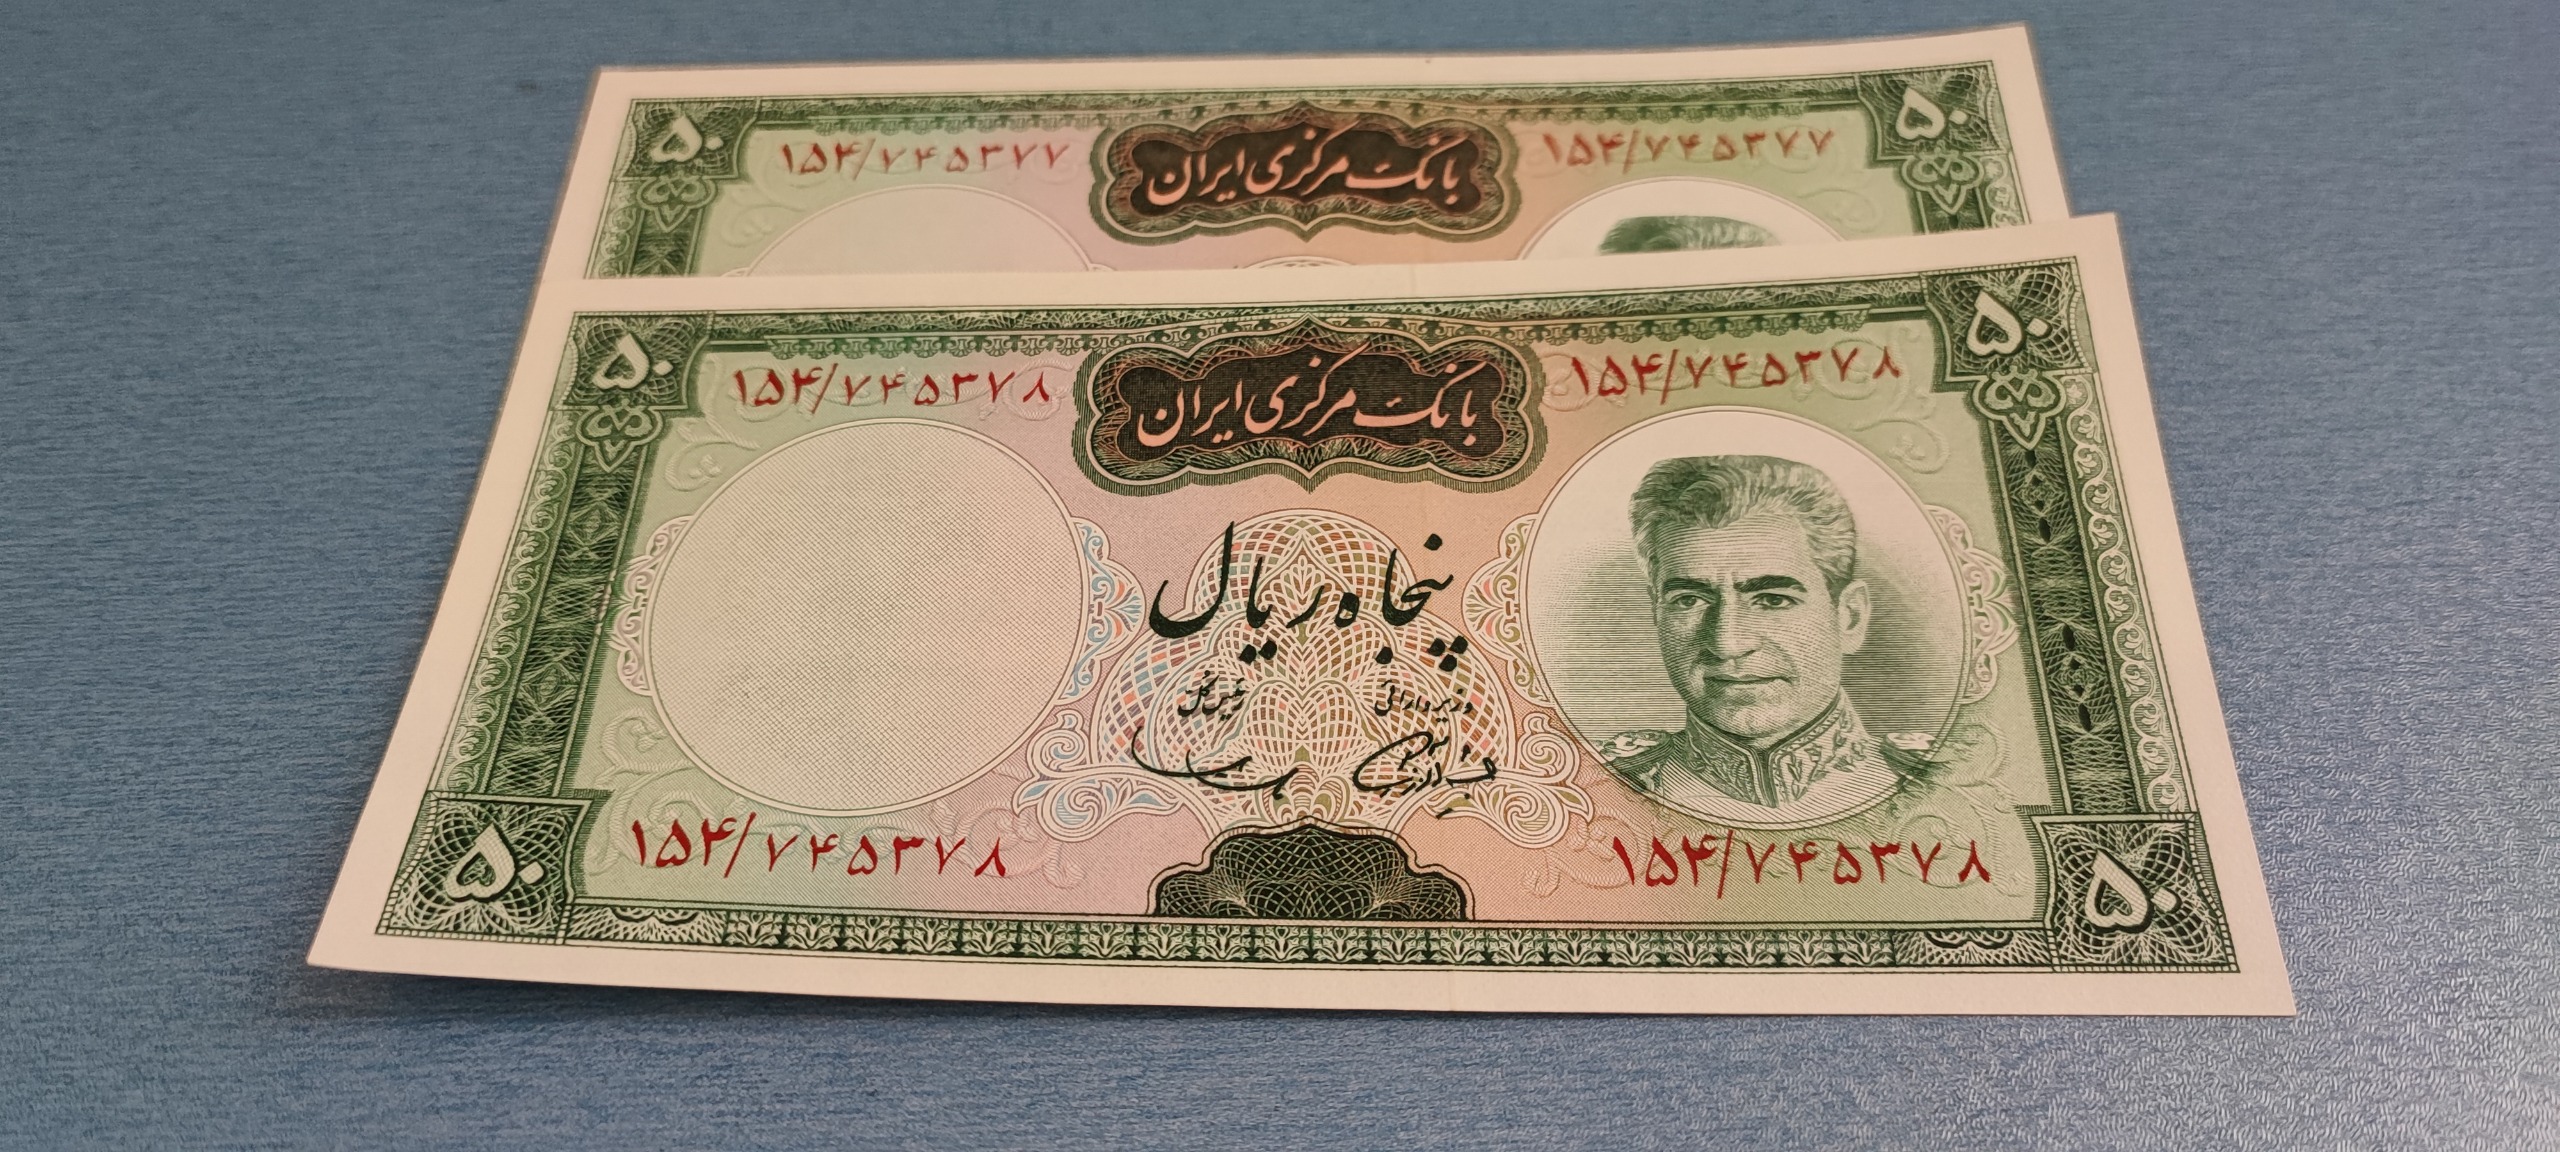 ۵۰ ۱۵۴/۷۴۵۳۷۷ بانک مرکزی ایران ۱۵۴/۷۴۵۳۷۷ ۵۰
۵۰ ۱۵۴/۷۴۵۳۷۸ بانک مرکزی ایران ۱۵۴/۷۴۵۳۷۸ ۵۰
پنجاه ریال
وزیر دارائی رئیس کل
۵۰ ۱۵۴/۷۴۵۳۷۸ ۱۵۴/۷۴۵۳۷۸ ۵۰